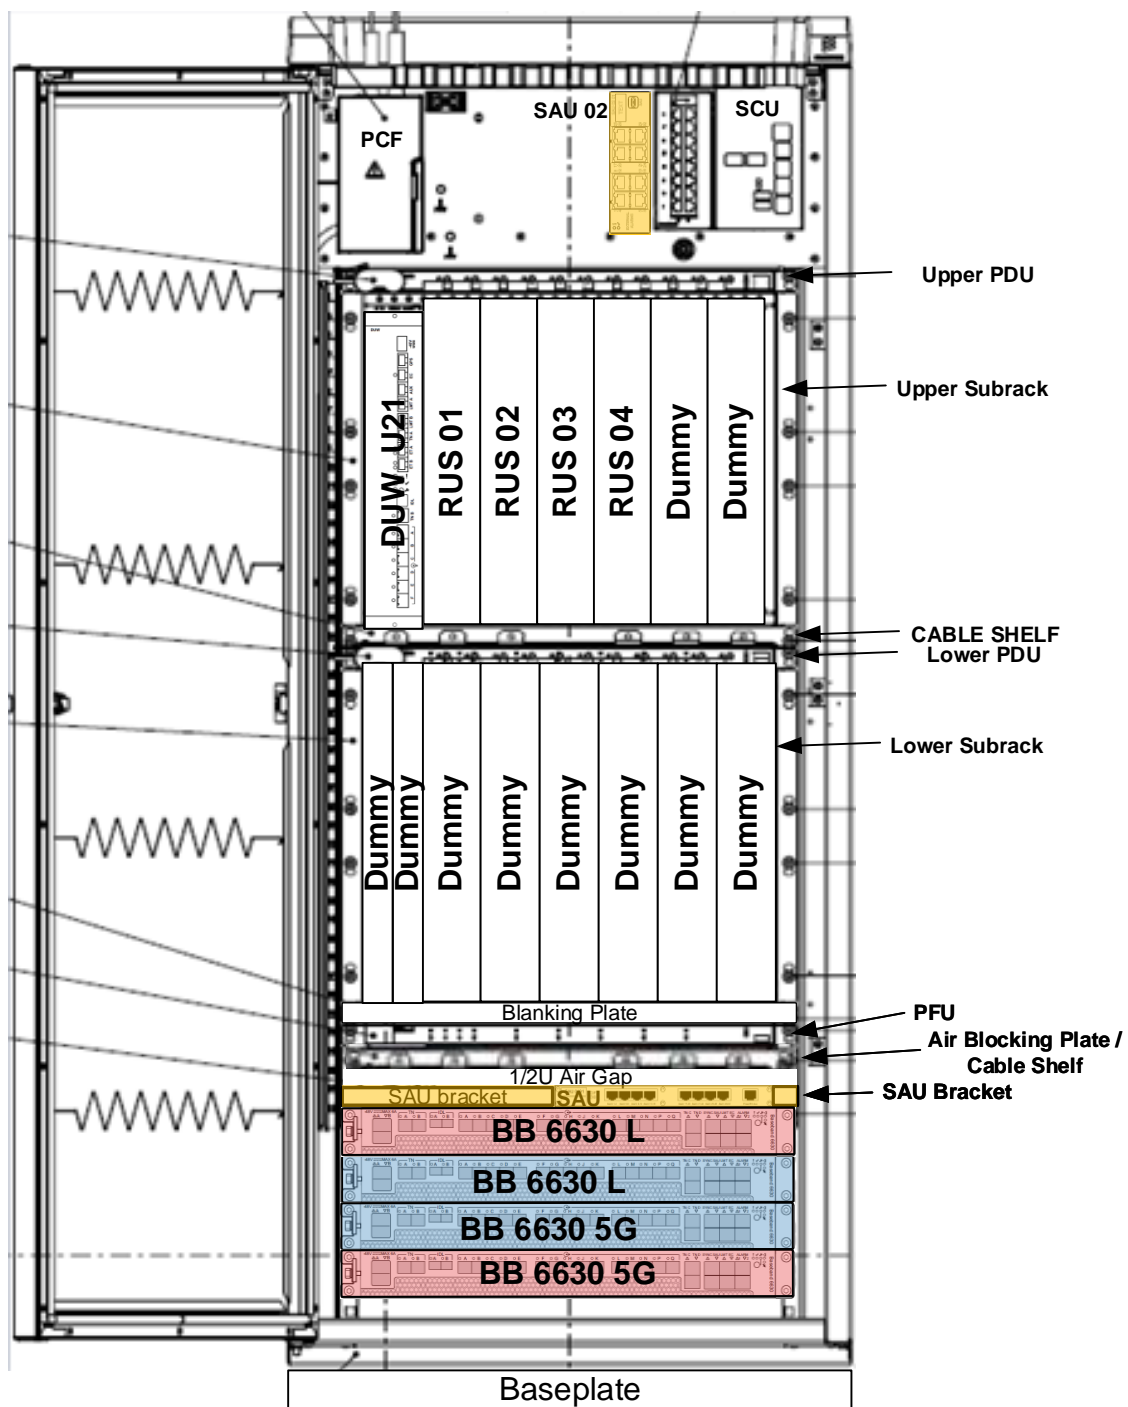 SAU 02
SCU
PCF
Upper PDU
Upper Subrack
DUW U21
RUS 01
RUS 02
RUS 03
RUS 04
Dummy
Dummy
CABLE SHELF
Lower PDU
Lower Subrack
Dummy
Dummy
Dummy
Dummy
Dummy
Dummy
Dummy
Dummy
Blanking Plate
PFU
Air Blocking Plate /
Cable Shelf
1/2U Air Gap
SAU bracket
SAU
SAU Bracket
BB 6630 L
BB 6630 L
BB 6630 5G
BB 6630 5G
Baseplate